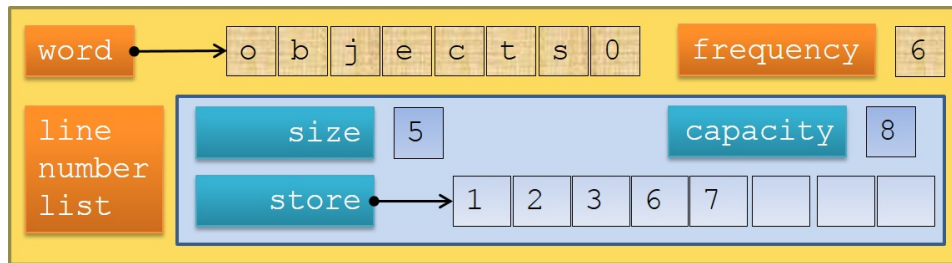 word o b j e c t s 0 frequency 6
line number list
size 5 capacity 8
store 1 2 3 6 7